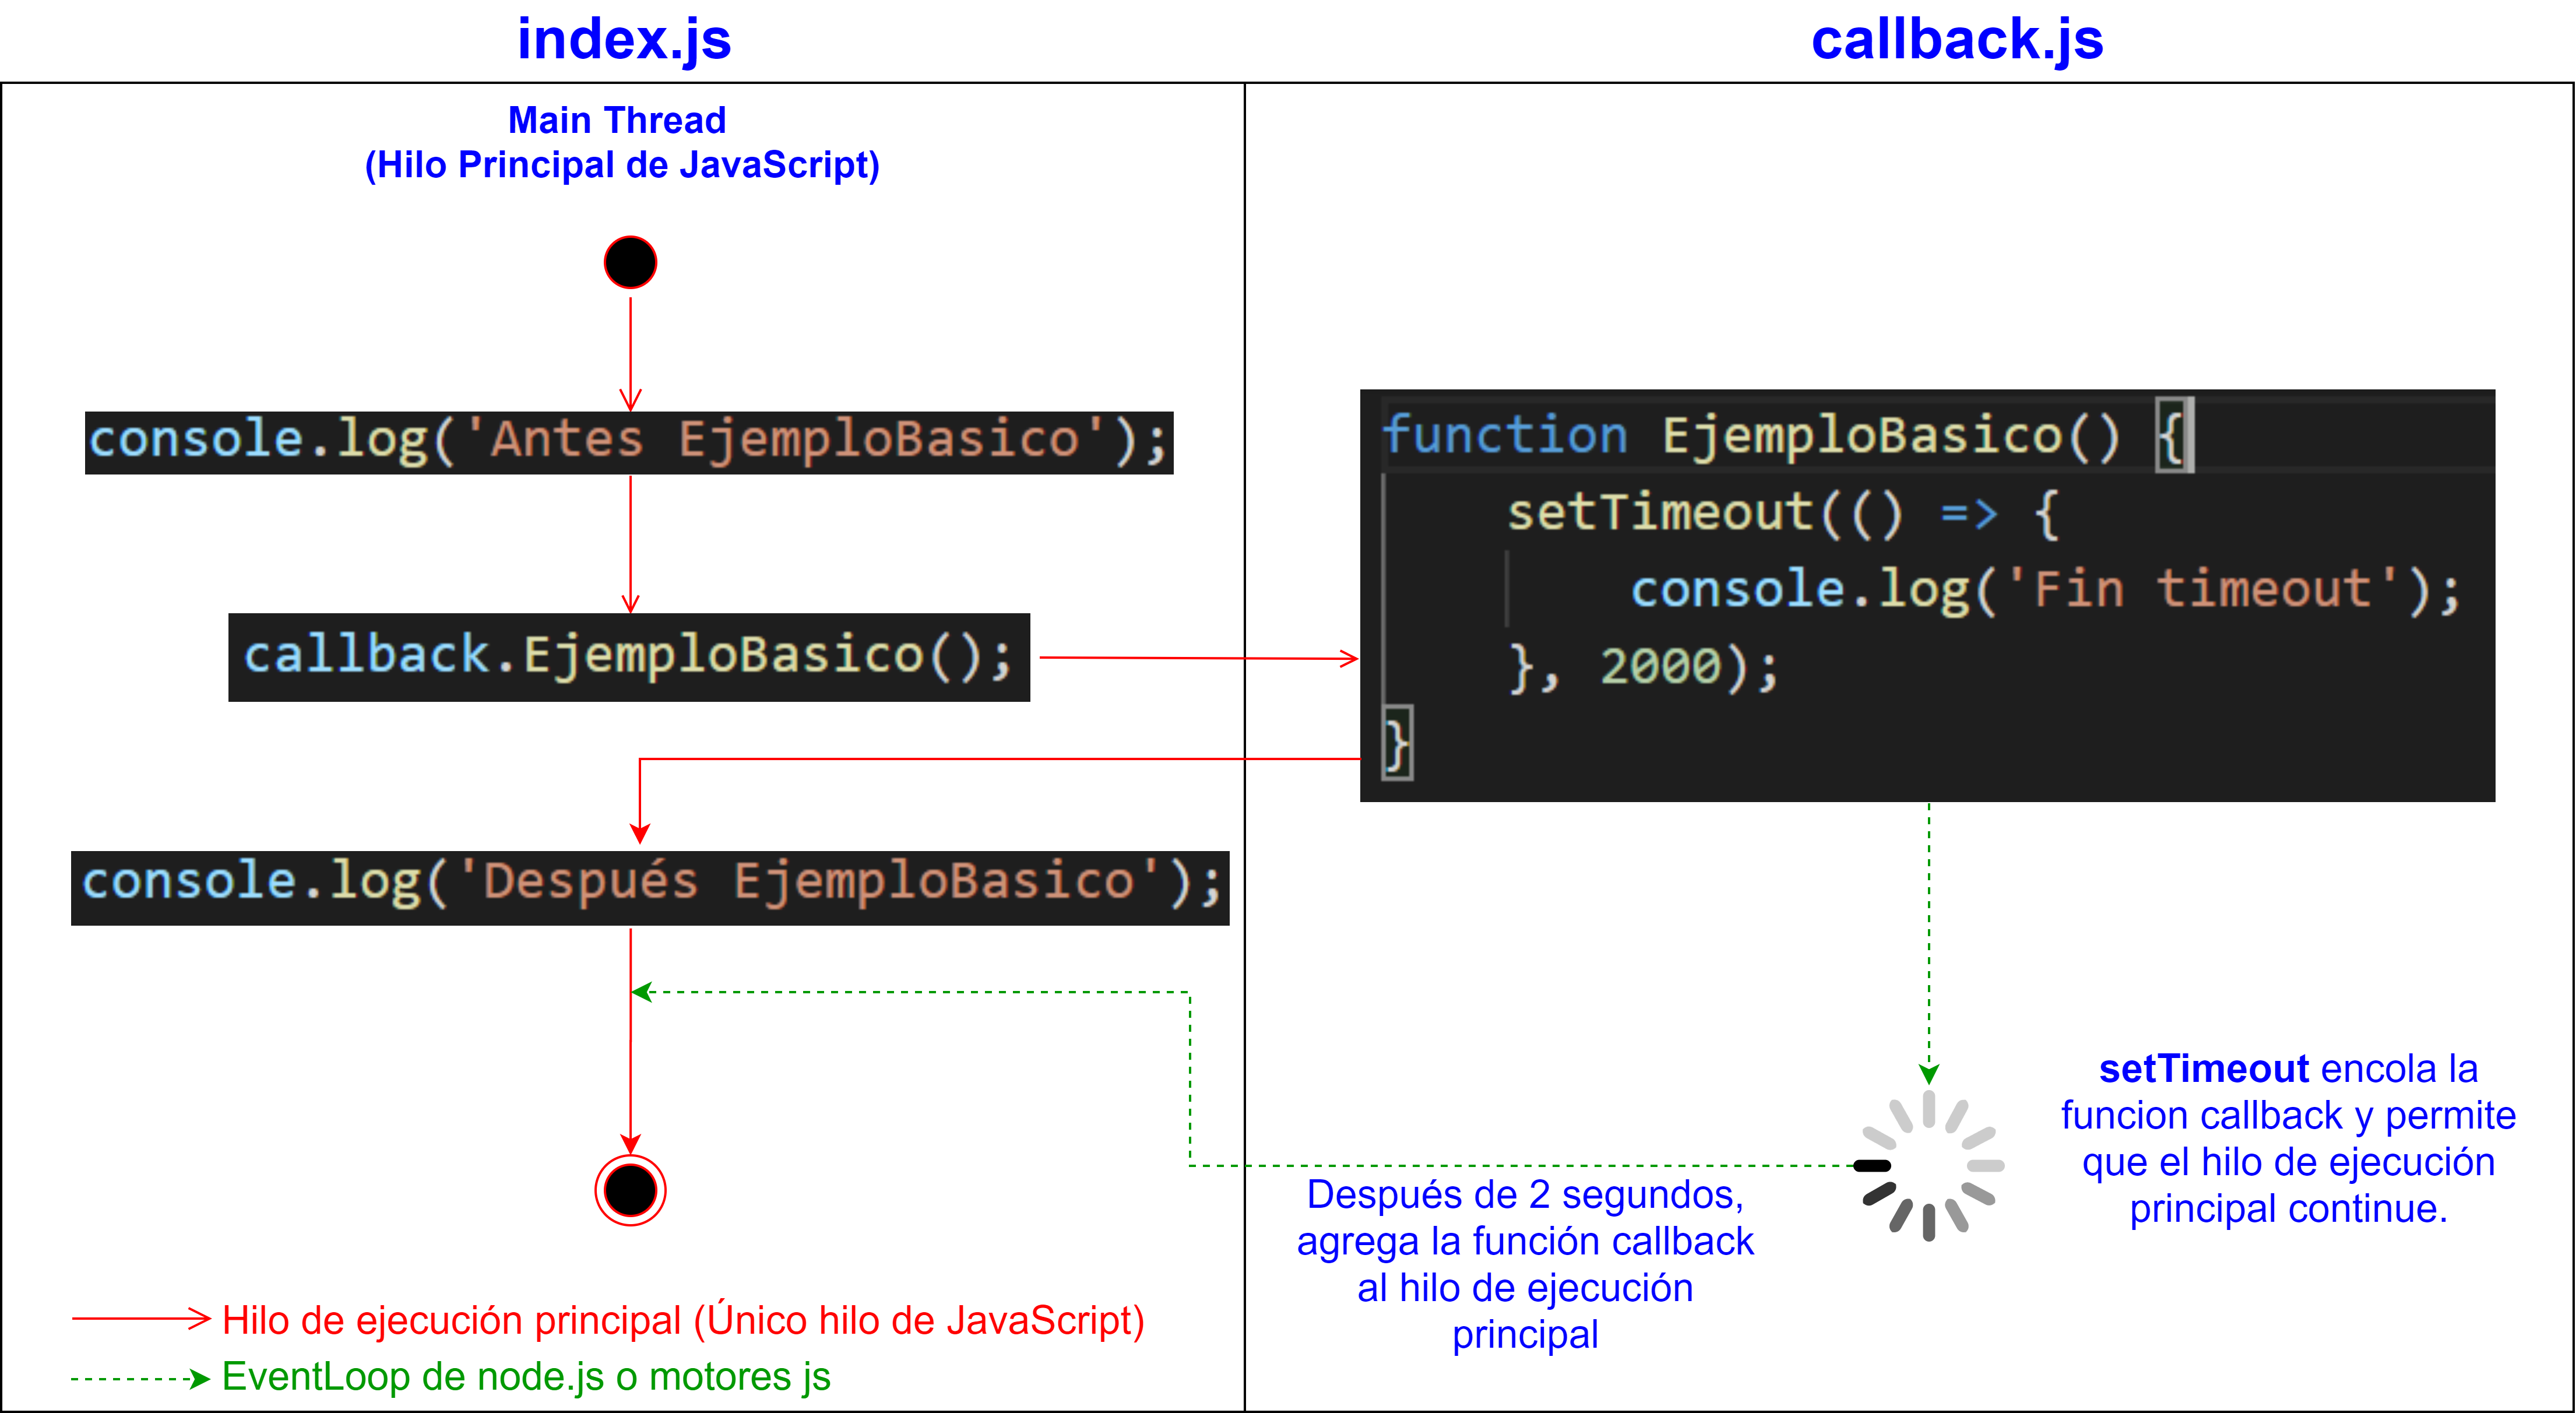 index.js
callback.js
Main Thread
(Hilo Principal de JavaScript)
console.log('Antes EjemploBasico');
callback.EjemploBasico();
console.log('Después EjemploBasico');
function EjemploBasico() {
setTimeout(() => {
console.log('Fin timeout');
}, 2000);
}
setTimeout encola la
funcion callback y permite
que el hilo de ejecución
principal continue.
Después de 2 segundos,
agrega la función callback
al hilo de ejecución
principal
Hilo de ejecución principal (Único hilo de JavaScript)
EventLoop de node.js o motores js